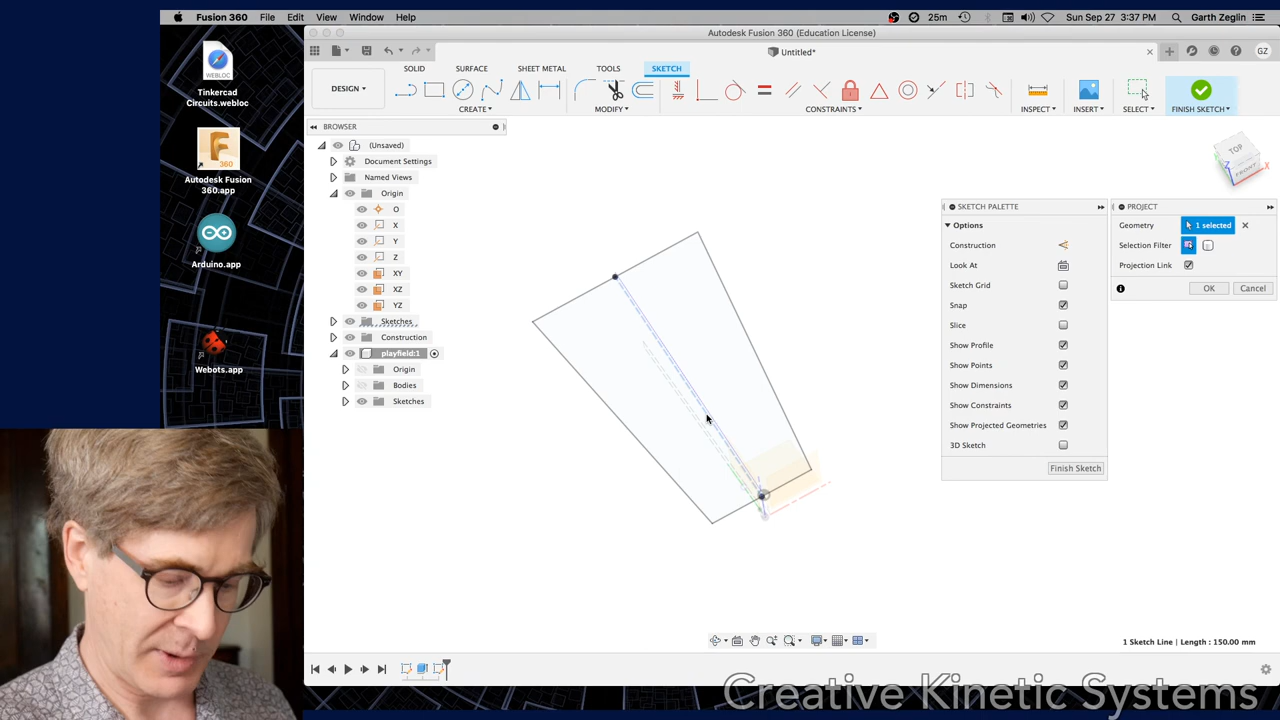 Fusion 360 File Edit View Window Help
25m Sun Sep 27 3:37 PM Garth Zeglin
Autodesk Fusion 360 (Education License)
Untitled*
GZ
SOLID SURFACE SHEET METAL TOOLS SKETCH
DESIGN
CREATE MODIFY CONSTRAINTS INSPECT INSERT SELECT FINISH SKETCH
BROWSER
(Unsaved)
Document Settings
Named Views
Origin
O
X
Y
Z
XY
XZ
YZ
Sketches
Construction
playfield:1
Origin
Bodies
Sketches
WEBLOC
Tinkercad
Circuits.webloc
360
Autodesk Fusion
360.app
Arduino.app
Webots.app
TOP
FRONT
X
Z
SKETCH PALETTE
Options
Construction
Look At
Sketch Grid
Snap
Slice
Show Profile
Show Points
Show Dimensions
Show Constraints
Show Projected Geometries
3D Sketch
Finish Sketch
PROJECT
Geometry 1 selected
Selection Filter
Projection Link
OK Cancel
1 Sketch Line | Length : 150.00 mm
Creative Kinetic Systems